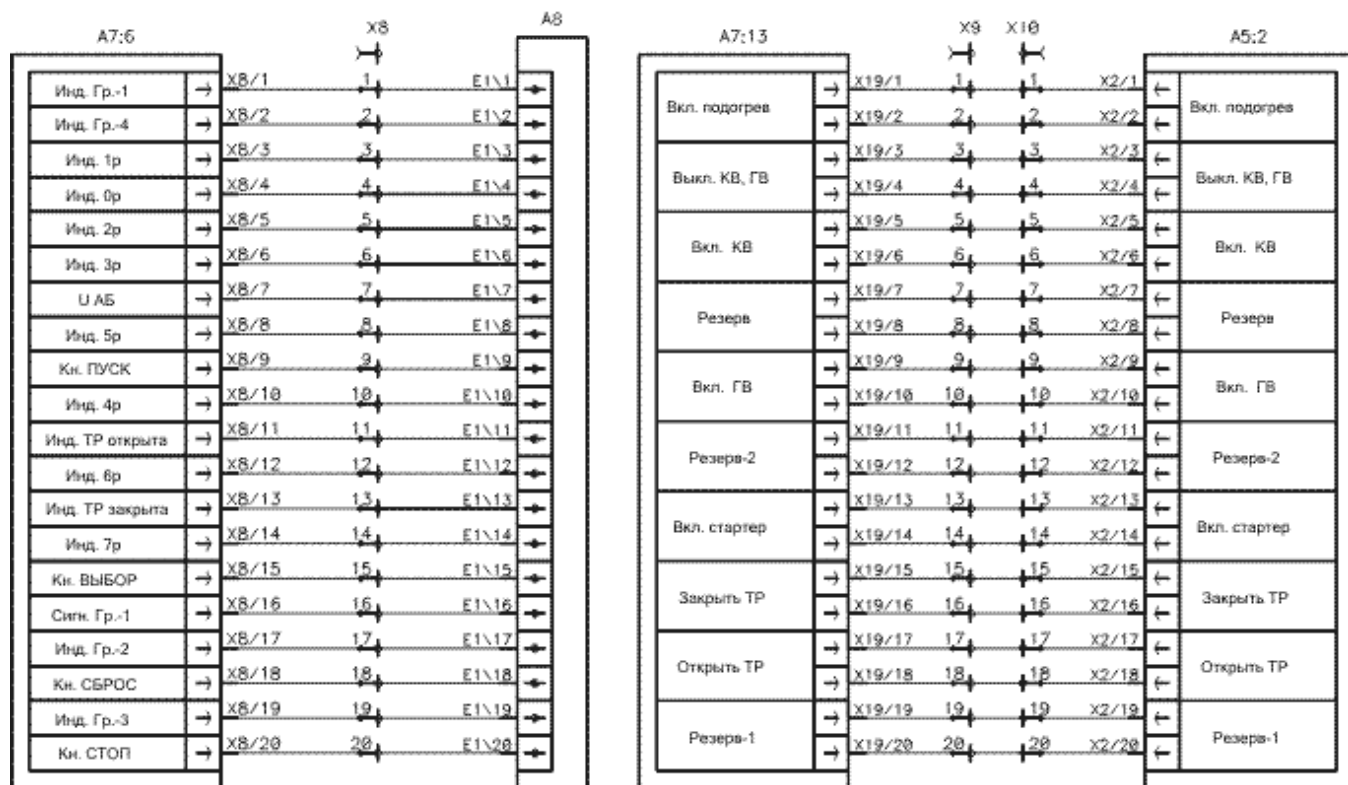 A7:6 X8 A8
Инд. Гр.-1 X8/1 1 E1\1
Инд. Гр.-4 X8/2 2 E1\2
Инд. 1р X8/3 3 E1\3
Инд. 0р X8/4 4 E1\4
Инд. 2р X8/5 5 E1\5
Инд. 3р X8/6 6 E1\6
U АБ X8/7 7 E1\7
Инд. 5р X8/8 8 E1\8
Кн. ПУСК X8/9 9 E1\9
Инд. 4р X8/10 10 E1\10
Инд. ТР открыта X8/11 11 E1\11
Инд. 6р X8/12 12 E1\12
Инд. ТР закрыта X8/13 13 E1\13
Инд. 7р X8/14 14 E1\14
Кн. ВЫБОР X8/15 15 E1\15
Сигн. Гр.-1 X8/16 16 E1\16
Инд. Гр.-2 X8/17 17 E1\17
Кн. СБРОС X8/18 18 E1\18
Инд. Гр.-3 X8/19 19 E1\19
Кн. СТОП X8/20 20 E1\20
A7:13 X9 X10 A5:2
X19/1 1 1 X2/1
Вкл. подогрев Вкл. подогрев
X19/2 2 2 X2/2
X19/3 3 3 X2/3
Выкл. КВ, ГВ Выкл. КВ, ГВ
X19/4 4 4 X2/4
X19/5 5 5 X2/5
Вкл. КВ Вкл. КВ
X19/6 6 6 X2/6
X19/7 7 7 X2/7
Резерв Резерв
X19/8 8 8 X2/8
X19/9 9 9 X2/9
Вкл. ГВ Вкл. ГВ
X19/10 10 10 X2/10
X19/11 11 11 X2/11
Резерв-2 Резерв-2
X19/12 12 12 X2/12
X19/13 13 13 X2/13
Вкл. стартер Вкл. стартер
X19/14 14 14 X2/14
X19/15 15 15 X2/15
Закрыть ТР Закрыть ТР
X19/16 16 16 X2/16
X19/17 17 17 X2/17
Открыть ТР Открыть ТР
X19/18 18 18 X2/18
X19/19 19 19 X2/19
Резерв-1 Резерв-1
X19/20 20 20 X2/20